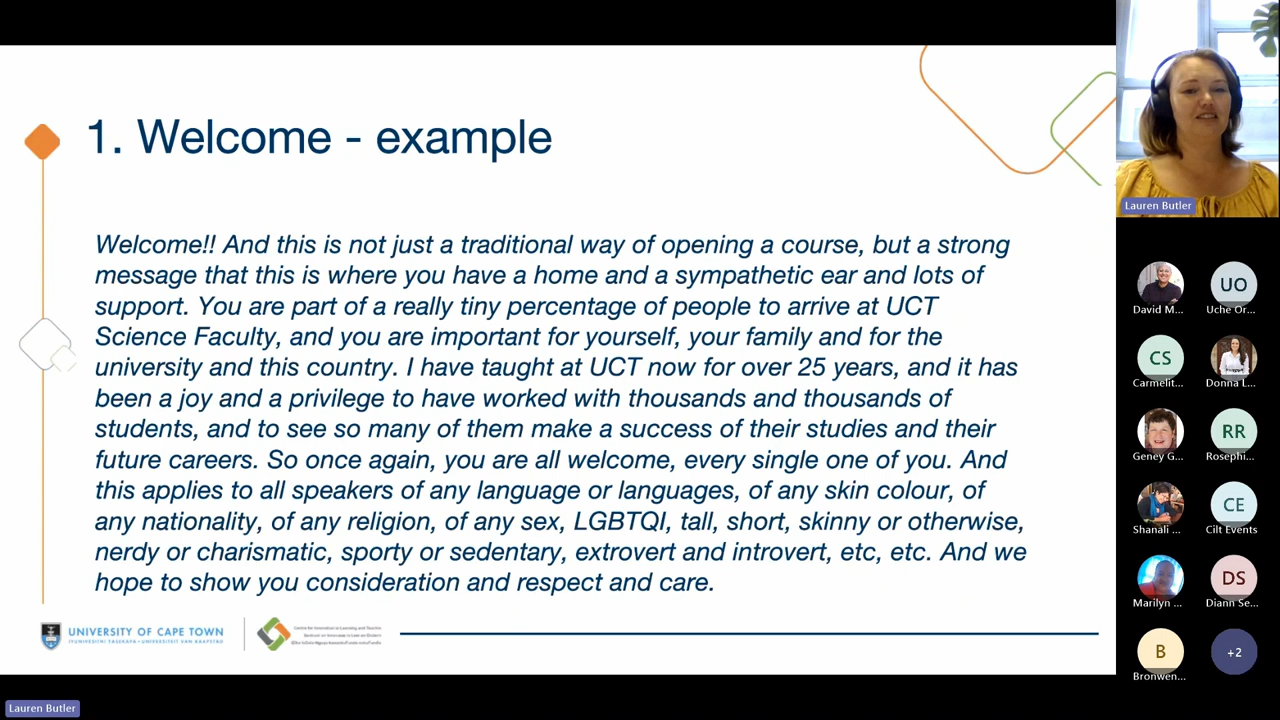 1. Welcome - example
Welcome!! And this is not just a traditional way of opening a course, but a strong
message that this is where you have a home and a sympathetic ear and lots of
support. You are part of a really tiny percentage of people to arrive at UCT
Science Faculty, and you are important for yourself, your family and for the
university and this country. I have taught at UCT now for over 25 years, and it has
been a joy and a privilege to have worked with thousands and thousands of
students, and to see so many of them make a success of their studies and their
future careers. So once again, you are all welcome, every single one of you. And
this applies to all speakers of any language or languages, of any skin colour, of
any nationality, of any religion, of any sex, LGBTQI, tall, short, skinny or otherwise,
nerdy or charismatic, sporty or sedentary, extrovert and introvert, etc, etc. And we
hope to show you consideration and respect and care.
UNIVERSITY OF CAPE TOWN
Centre for Innovation in Learning and Teaching
Lauren Butler
David M...
UO
Uche Or...
CS
Carmelit...
Donna L...
Geney G...
RR
Rosephi...
Shanali ...
CE
Cilt Events
Marilyn ...
DS
Diann Se...
B
Bronwen...
+2
Lauren Butler